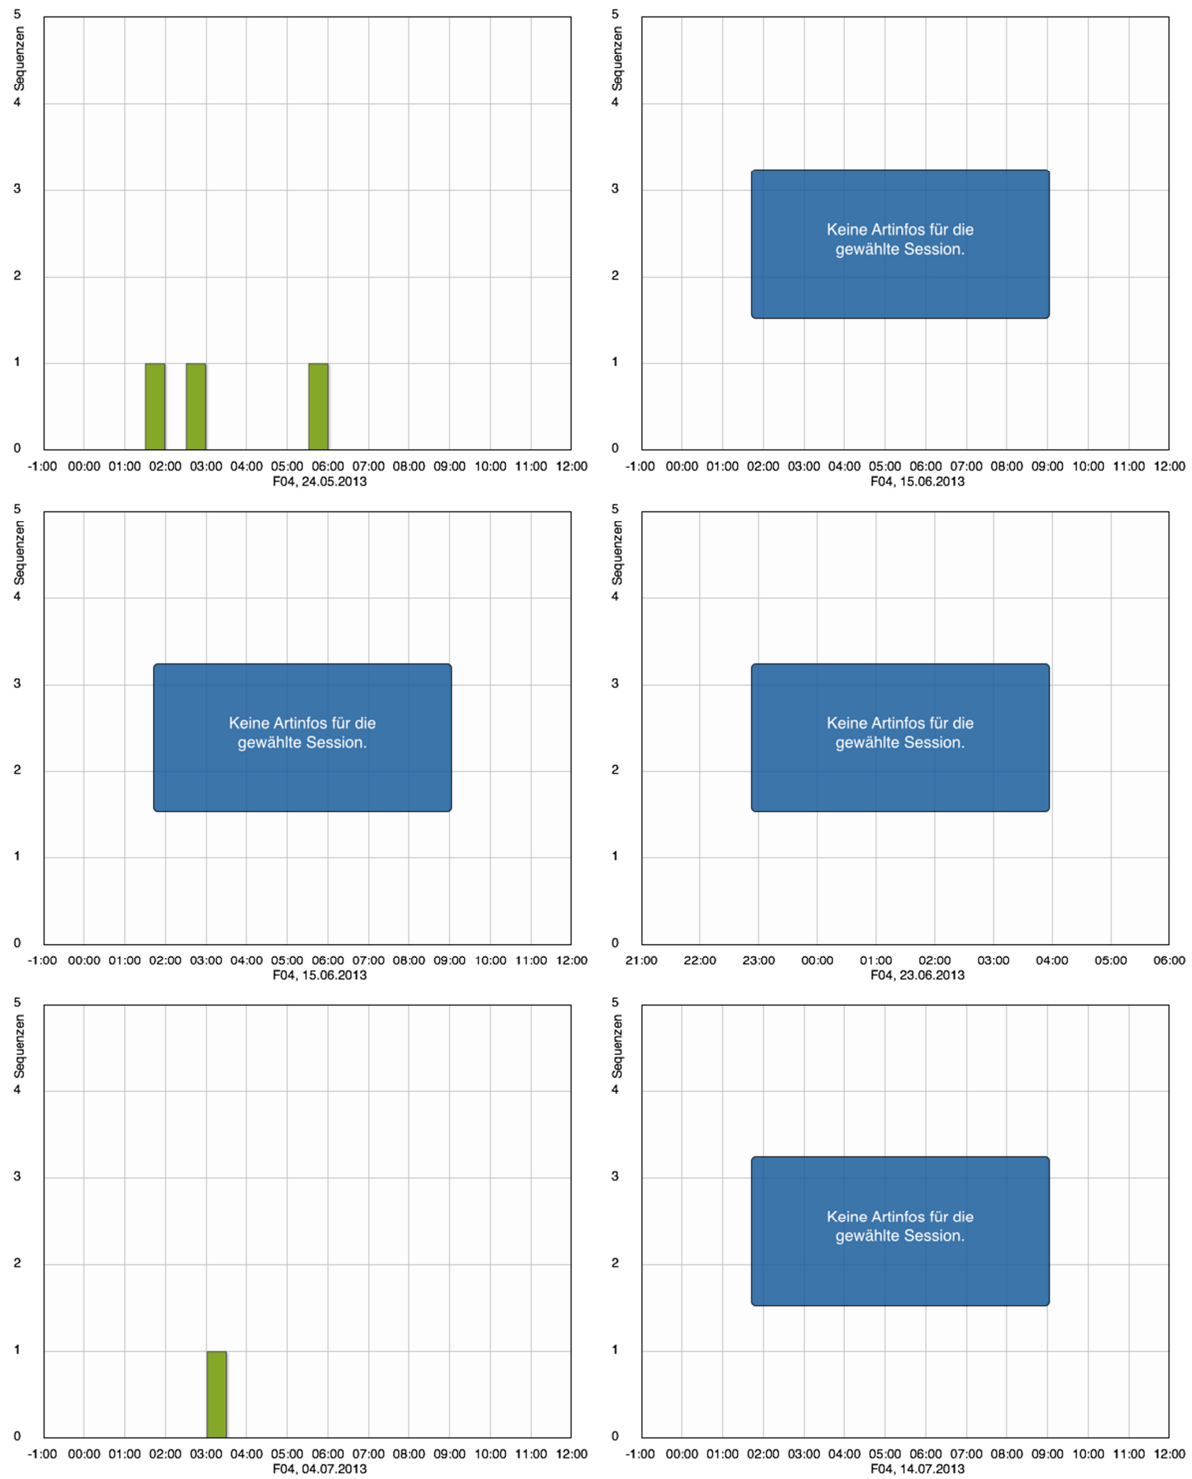 5
Sequenzen
4
3
2
1
0
-1:00 00:00 01:00 02:00 03:00 04:00 05:00 06:00 07:00 08:00 09:00 10:00 11:00 12:00
F04, 24.05.2013
5
Sequenzen
4
3
Keine Artinfos für die
gewählte Session.
2
1
0
-1:00 00:00 01:00 02:00 03:00 04:00 05:00 06:00 07:00 08:00 09:00 10:00 11:00 12:00
F04, 15.06.2013
5
Sequenzen
4
3
Keine Artinfos für die
gewählte Session.
2
1
0
-1:00 00:00 01:00 02:00 03:00 04:00 05:00 06:00 07:00 08:00 09:00 10:00 11:00 12:00
F04, 15.06.2013
5
Sequenzen
4
3
Keine Artinfos für die
gewählte Session.
2
1
0
21:00 22:00 23:00 00:00 01:00 02:00 03:00 04:00 05:00 06:00
F04, 23.06.2013
5
Sequenzen
4
3
2
1
0
-1:00 00:00 01:00 02:00 03:00 04:00 05:00 06:00 07:00 08:00 09:00 10:00 11:00 12:00
F04, 04.07.2013
5
Sequenzen
4
3
Keine Artinfos für die
gewählte Session.
2
1
0
-1:00 00:00 01:00 02:00 03:00 04:00 05:00 06:00 07:00 08:00 09:00 10:00 11:00 12:00
F04, 14.07.2013